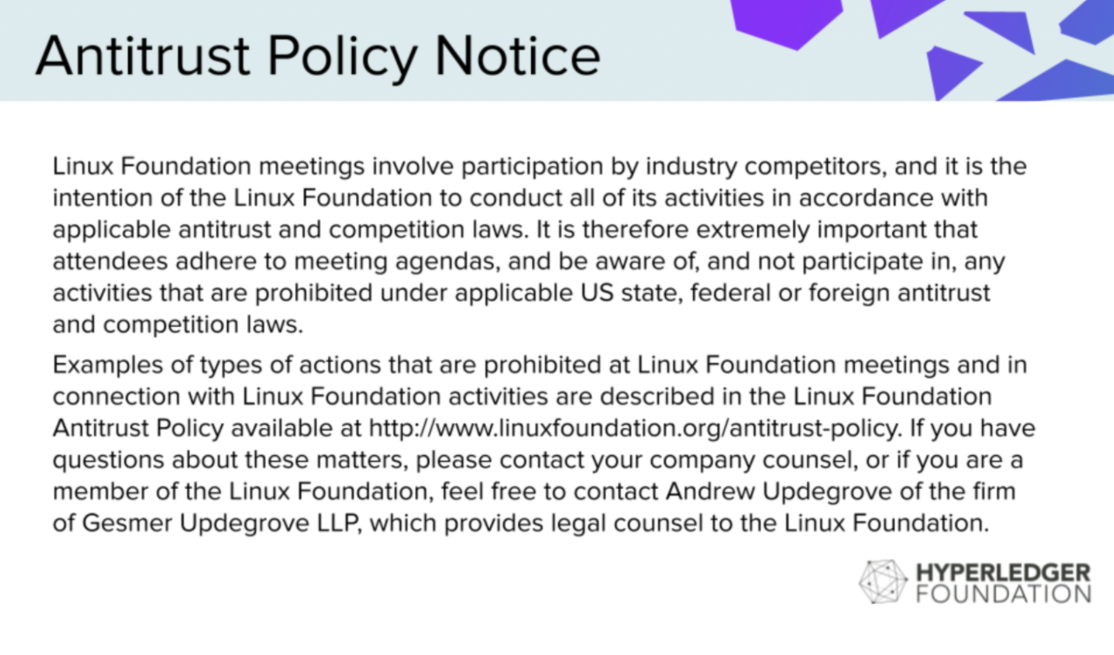 Antitrust Policy Notice
Linux Foundation meetings involve participation by industry competitors, and it is the
intention of the Linux Foundation to conduct all of its activities in accordance with
applicable antitrust and competition laws. It is therefore extremely important that
attendees adhere to meeting agendas, and be aware of, and not participate in, any
activities that are prohibited under applicable US state, federal or foreign antitrust
and competition laws.
Examples of types of actions that are prohibited at Linux Foundation meetings and in
connection with Linux Foundation activities are described in the Linux Foundation
Antitrust Policy available at http://www.linuxfoundation.org/antitrust-policy. If you have
questions about these matters, please contact your company counsel, or if you are a
member of the Linux Foundation, feel free to contact Andrew Updegrove of the firm
of Gesmer Updegrove LLP, which provides legal counsel to the Linux Foundation.
HYPERLEDGER
FOUNDATION